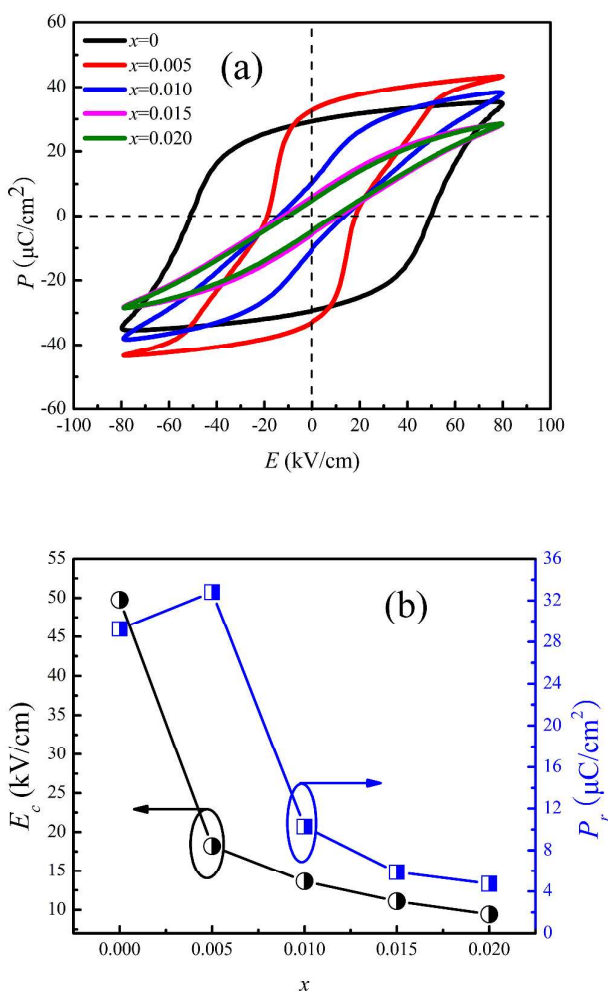 60
40
20
0
-20
-40
-60
P (μC/cm2)
x=0
x=0.005
x=0.010
x=0.015
x=0.020
(a)
-100 -80 -60 -40 -20 0 20 40 60 80 100
E (kV/cm)
55
50
45
40
35
30
25
20
15
10
Ec (kV/cm)
(b)
36
32
28
24
20
16
12
8
4
0
Pr (μC/cm2)
0.000 0.005 0.010 0.015 0.020
x